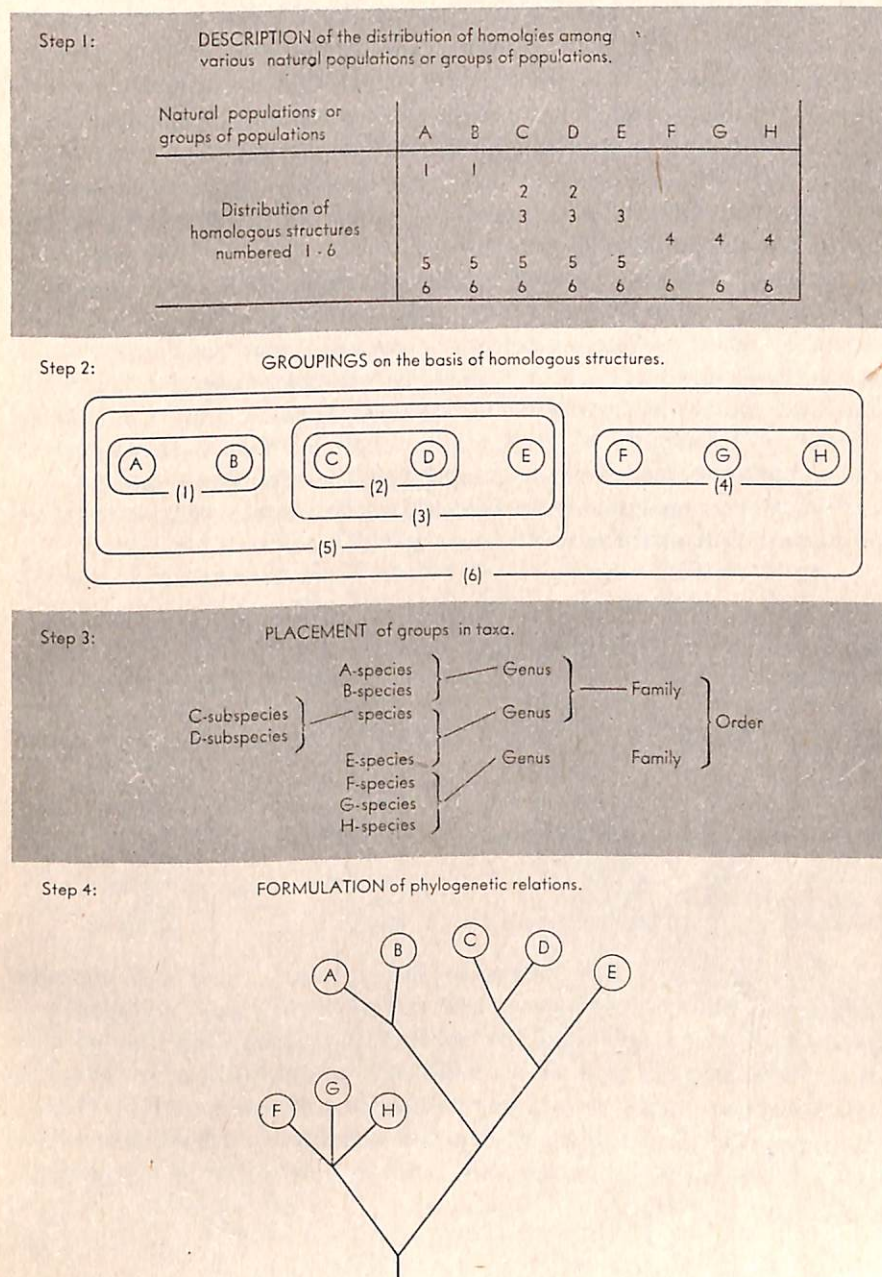 Step 1: DESCRIPTION of the distribution of homolgies among
various natural populations or groups of populations.
Natural populations or
groups of populations A B C D E F G H
1 1
2 2
Distribution of 3 3 3
homologous structures 4 4 4
numbered 1 - 6 5 5 5 5 5
6 6 6 6 6 6 6 6
Step 2: GROUPINGS on the basis of homologous structures.
A B C D E F G H
(1) (2) (4)
(3)
(5)
(6)
Step 3: PLACEMENT of groups in taxa.
A-species Genus
B-species Family
C-subspecies species Genus Order
D-subspecies
E-species Genus Family
F-species
G-species
H-species
Step 4: FORMULATION of phylogenetic relations.
A B C D E
F G H